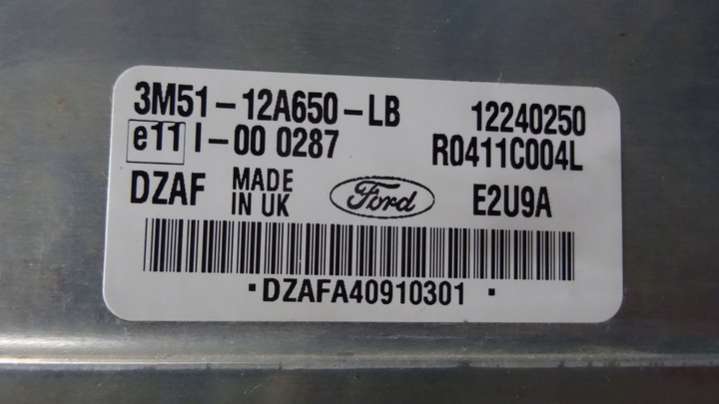 3M51-12A650-LB 12240250
e11 I-00 0287 R0411C004L
DZAF MADE IN UK Ford E2U9A
·DZAFA40910301 ·